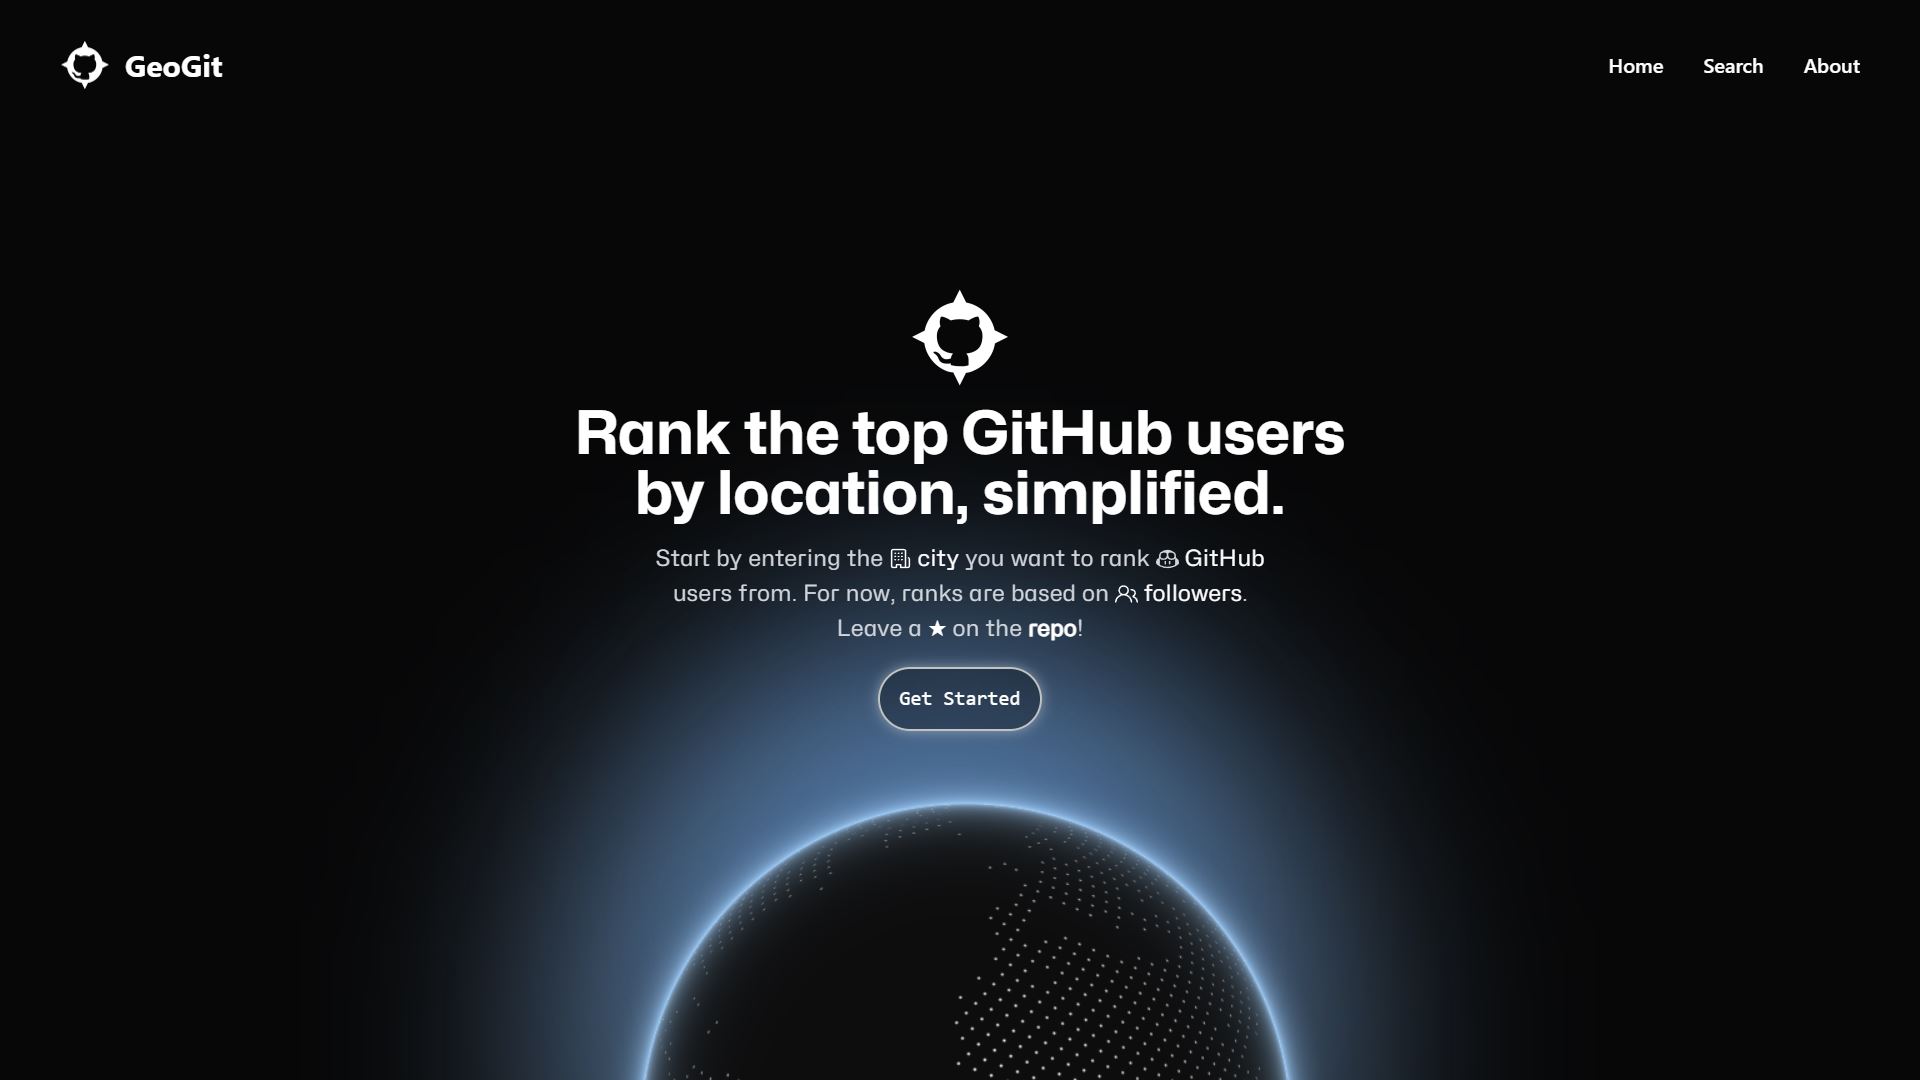 GeoGit
Home
Search
About
Rank the top GitHub users
by location, simplified.
Start by entering the city you want to rank GitHub
users from. For now, ranks are based on followers.
Leave a ★ on the repo!
Get Started